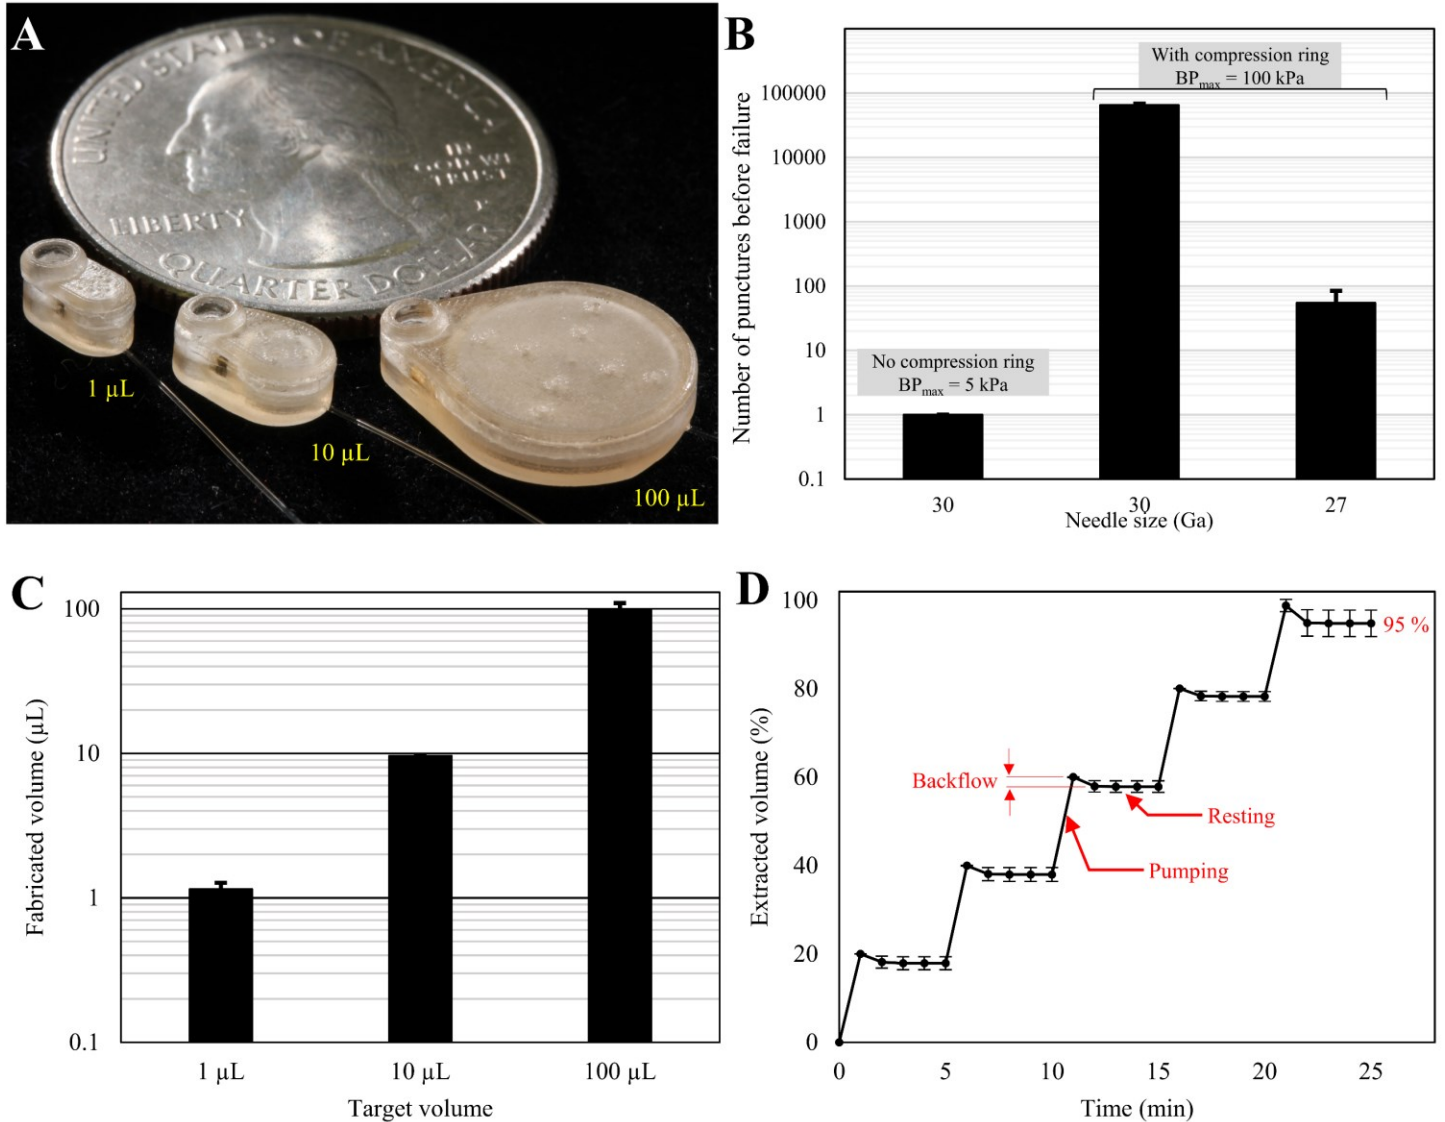 A
UNITED STATES OF AMERICA
IN
GOD WE
TRUST
LIBERTY
QUARTER DOLLAR
1 µL
10 µL
100 µL
B
With compression ring
BPmax = 100 kPa
No compression ring
BPmax = 5 kPa
Number of punctures before failure
100000
10000
1000
100
10
1
0.1
30
30
27
Needle size (Ga)
C
Fabricated volume (µL)
100
10
1
0.1
1 µL
10 µL
100 µL
Target volume
D
Extracted volume (%)
100
80
60
40
20
0
95 %
Backflow
Resting
Pumping
0
5
10
15
20
25
Time (min)